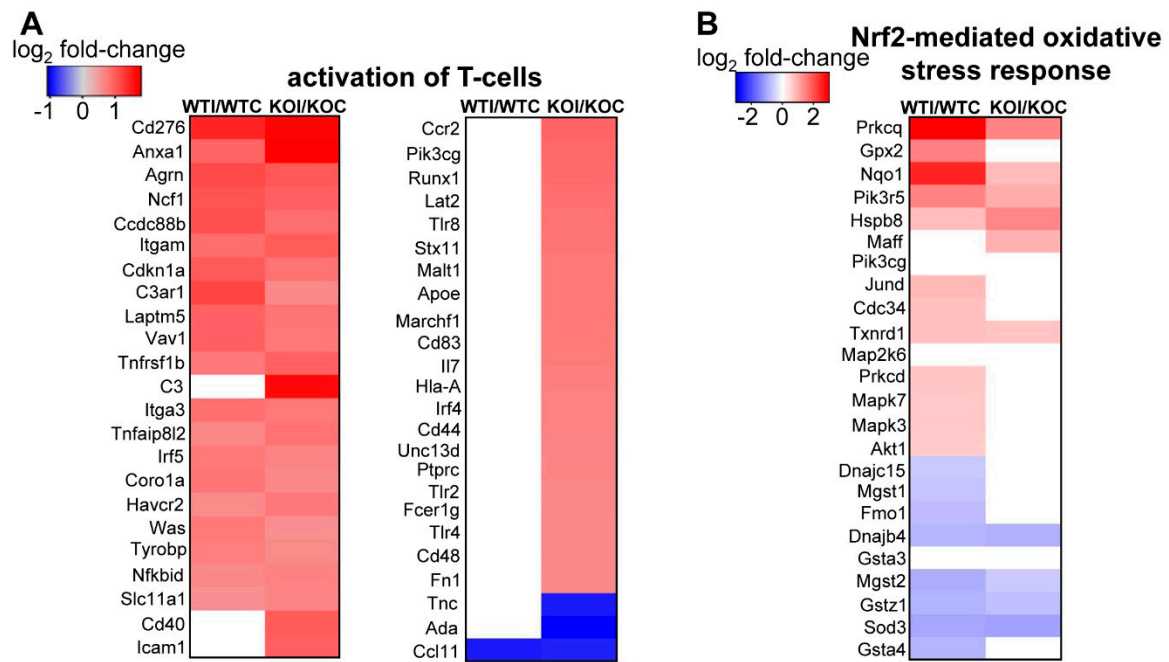 A
log2 fold-change
-1 0 1
activation of T-cells
WTI/WTC KOI/KOC
Cd276
Anxa1
Agrn
Ncf1
Ccdc88b
Itgam
Cdkn1a
C3ar1
Laptm5
Vav1
Tnfrsf1b
C3
Itga3
Tnfaip8l2
Irf5
Coro1a
Havcr2
Was
Tyrobp
Nfkbid
Slc11a1
Cd40
Icam1
WTI/WTC KOI/KOC
Ccr2
Pik3cg
Runx1
Lat2
Tlr8
Stx11
Malt1
Apoe
Marchf1
Cd83
Il7
Hla-A
Irf4
Cd44
Unc13d
Ptprc
Tlr2
Fcer1g
Tlr4
Cd48
Fn1
Tnc
Ada
Ccl11
B
Nrf2-mediated oxidative
stress response
log2 fold-change
-2 0 2
WTI/WTC KOI/KOC
Prkcq
Gpx2
Nqo1
Pik3r5
Hspb8
Maff
Pik3cg
Jund
Cdc34
Txnrd1
Map2k6
Prkcd
Mapk7
Mapk3
Akt1
Dnajc15
Mgst1
Fmo1
Dnajb4
Gsta3
Mgst2
Gstz1
Sod3
Gsta4